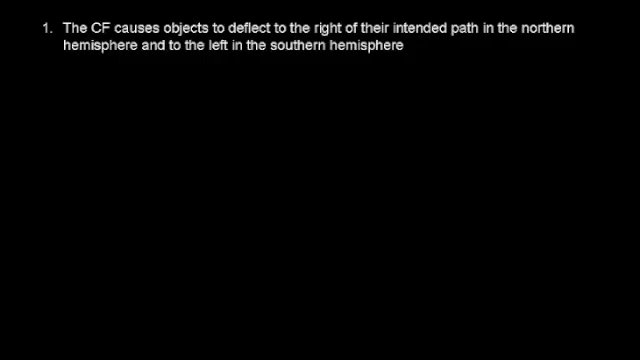 1. The CF causes objects to deflect to the right of their intended path in the northern
hemisphere and to the left in the southern hemisphere